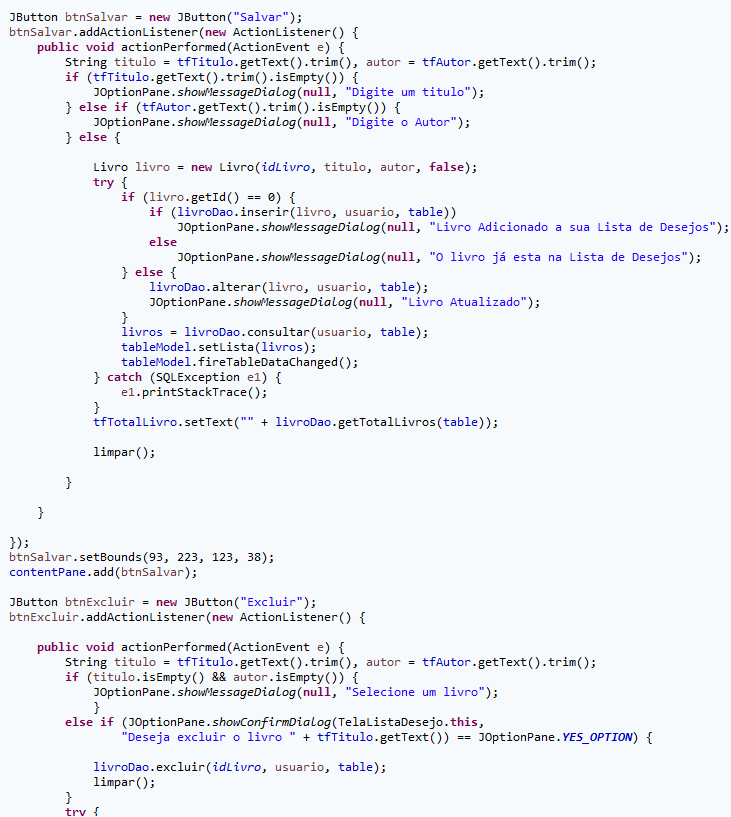 JButton btnSalvar = new JButton("Salvar");
btnSalvar.addActionListener(new ActionListener() {
    public void actionPerformed(ActionEvent e) {
        String titulo = tfTitulo.getText().trim(), autor = tfAutor.getText().trim();
        if (tfTitulo.getText().trim().isEmpty()) {
            JOptionPane.showMessageDialog(null, "Digite um titulo");
        } else if (tfAutor.getText().trim().isEmpty()) {
            JOptionPane.showMessageDialog(null, "Digite o Autor");
        } else {
            Livro livro = new Livro(idLivro, titulo, autor, false);
            try {
                if (livro.getId() == 0) {
                    if (livroDao.inserir(livro, usuario, table))
                        JOptionPane.showMessageDialog(null, "Livro Adicionado a sua Lista de Desejos");
                    else
                        JOptionPane.showMessageDialog(null, "O livro já esta na Lista de Desejos");
                } else {
                    livroDao.alterar(livro, usuario, table);
                    JOptionPane.showMessageDialog(null, "Livro Atualizado");
                }
                livros = livroDao.consultar(usuario, table);
                tableModel.setLista(livros);
                tableModel.fireTableDataChanged();
            } catch (SQLException e1) {
                e1.printStackTrace();
            }
            tfTotalLivro.setText("" + livroDao.getTotalLivros(table));
            limpar();
        }
    }
});
btnSalvar.setBounds(93, 223, 123, 38);
contentPane.add(btnSalvar);
JButton btnExcluir = new JButton("Excluir");
btnExcluir.addActionListener(new ActionListener() {
    public void actionPerformed(ActionEvent e) {
        String titulo = tfTitulo.getText().trim(), autor = tfAutor.getText().trim();
        if (titulo.isEmpty() && autor.isEmpty()) {
            JOptionPane.showMessageDialog(null, "Selecione um livro");
            }
        else if (JOptionPane.showConfirmDialog(TelaListaDesejo.this,
                "Deseja excluir o livro " + tfTitulo.getText()) == JOptionPane.YES_OPTION) {
            livroDao.excluir(idLivro, usuario, table);
            limpar();
        }
        try {